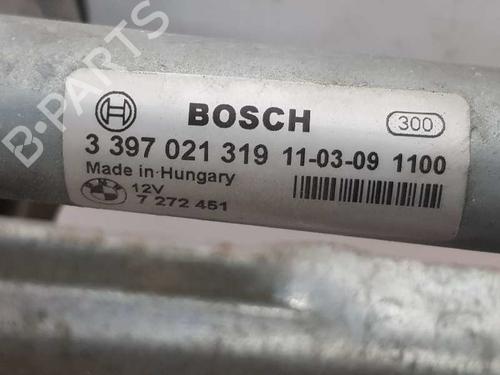 B-PARTS
BOSCH 300
3 397 021 319 11-03-09 1100
Made in Hungary
12V
7 272 451